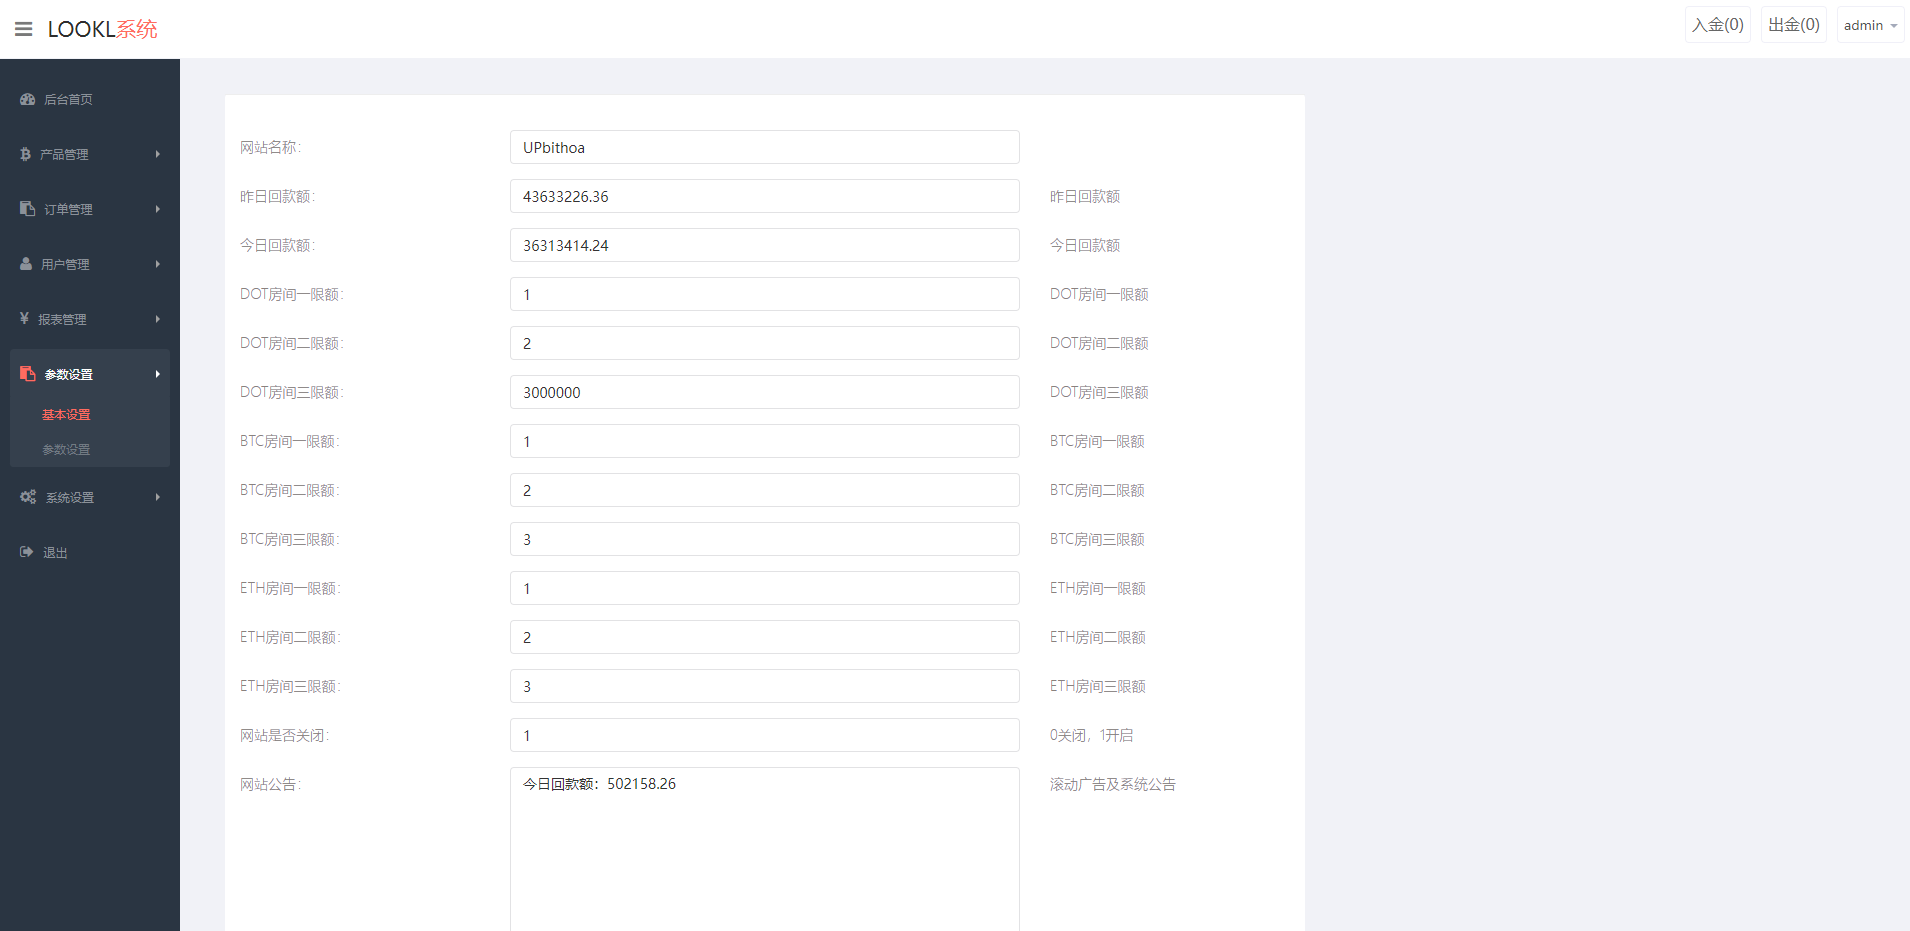 LOOKL系统
入金(0) 出金(0) admin
后台首页
产品管理
订单管理
用户管理
报表管理
参数设置
基本设置
参数设置
系统设置
退出
网站名称: UPbithoa
昨日回款额: 43633226.36 昨日回款额
今日回款额: 36313414.24 今日回款额
DOT房间一限额: 1 DOT房间一限额
DOT房间二限额: 2 DOT房间二限额
DOT房间三限额: 3000000 DOT房间三限额
BTC房间一限额: 1 BTC房间一限额
BTC房间二限额: 2 BTC房间二限额
BTC房间三限额: 3 BTC房间三限额
ETH房间一限额: 1 ETH房间一限额
ETH房间二限额: 2 ETH房间二限额
ETH房间三限额: 3 ETH房间三限额
网站是否关闭: 1 0关闭，1开启
网站公告: 今日回款额：502158.26 滚动广告及系统公告